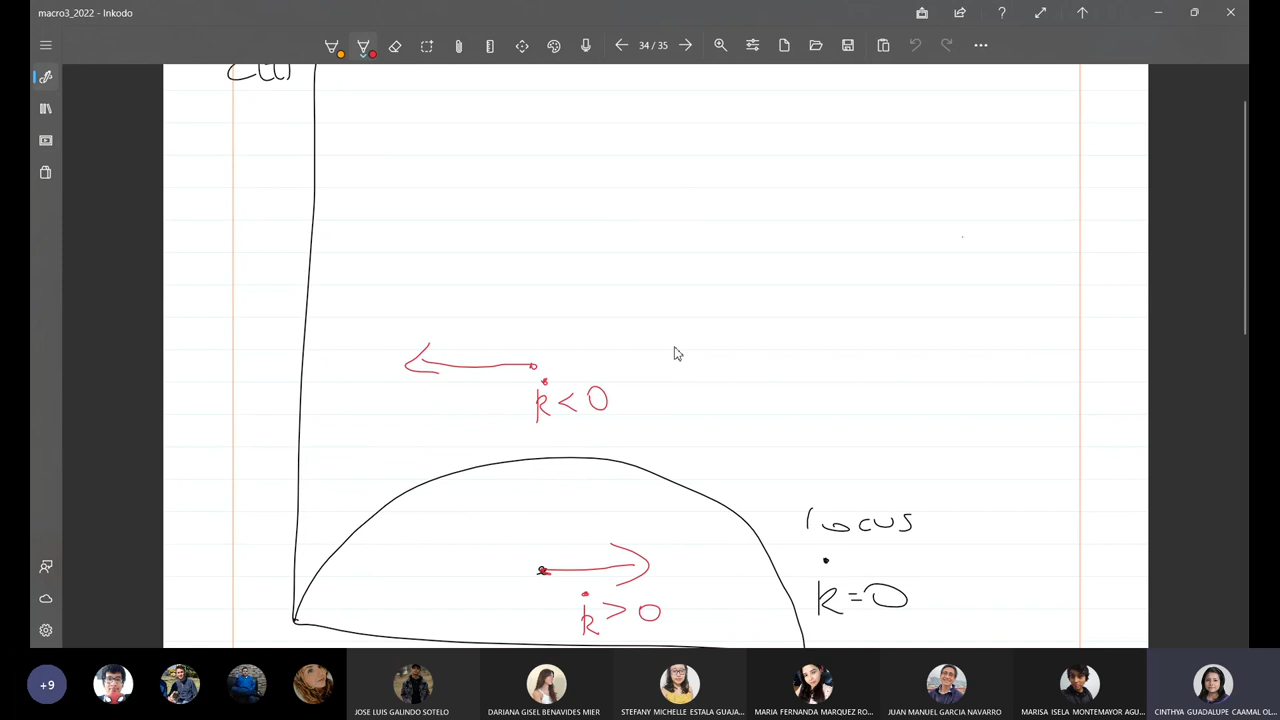 macro3_2022 - Inkodo
34 / 35
c(t)
k̇ < 0
locus
k̇ = 0
k̇ > 0
+9
JOSE LUIS GALINDO SOTELO
DARIANA GISEL BENAVIDES MIER
STEFANY MICHELLE ESTALA GUAJA...
MARIA FERNANDA MARQUEZ RO...
JUAN MANUEL GARCIA NAVARRO
MARISA ISELA MONTEMAYOR AGU...
CINTHYA GUADALUPE CAAMAL OL...